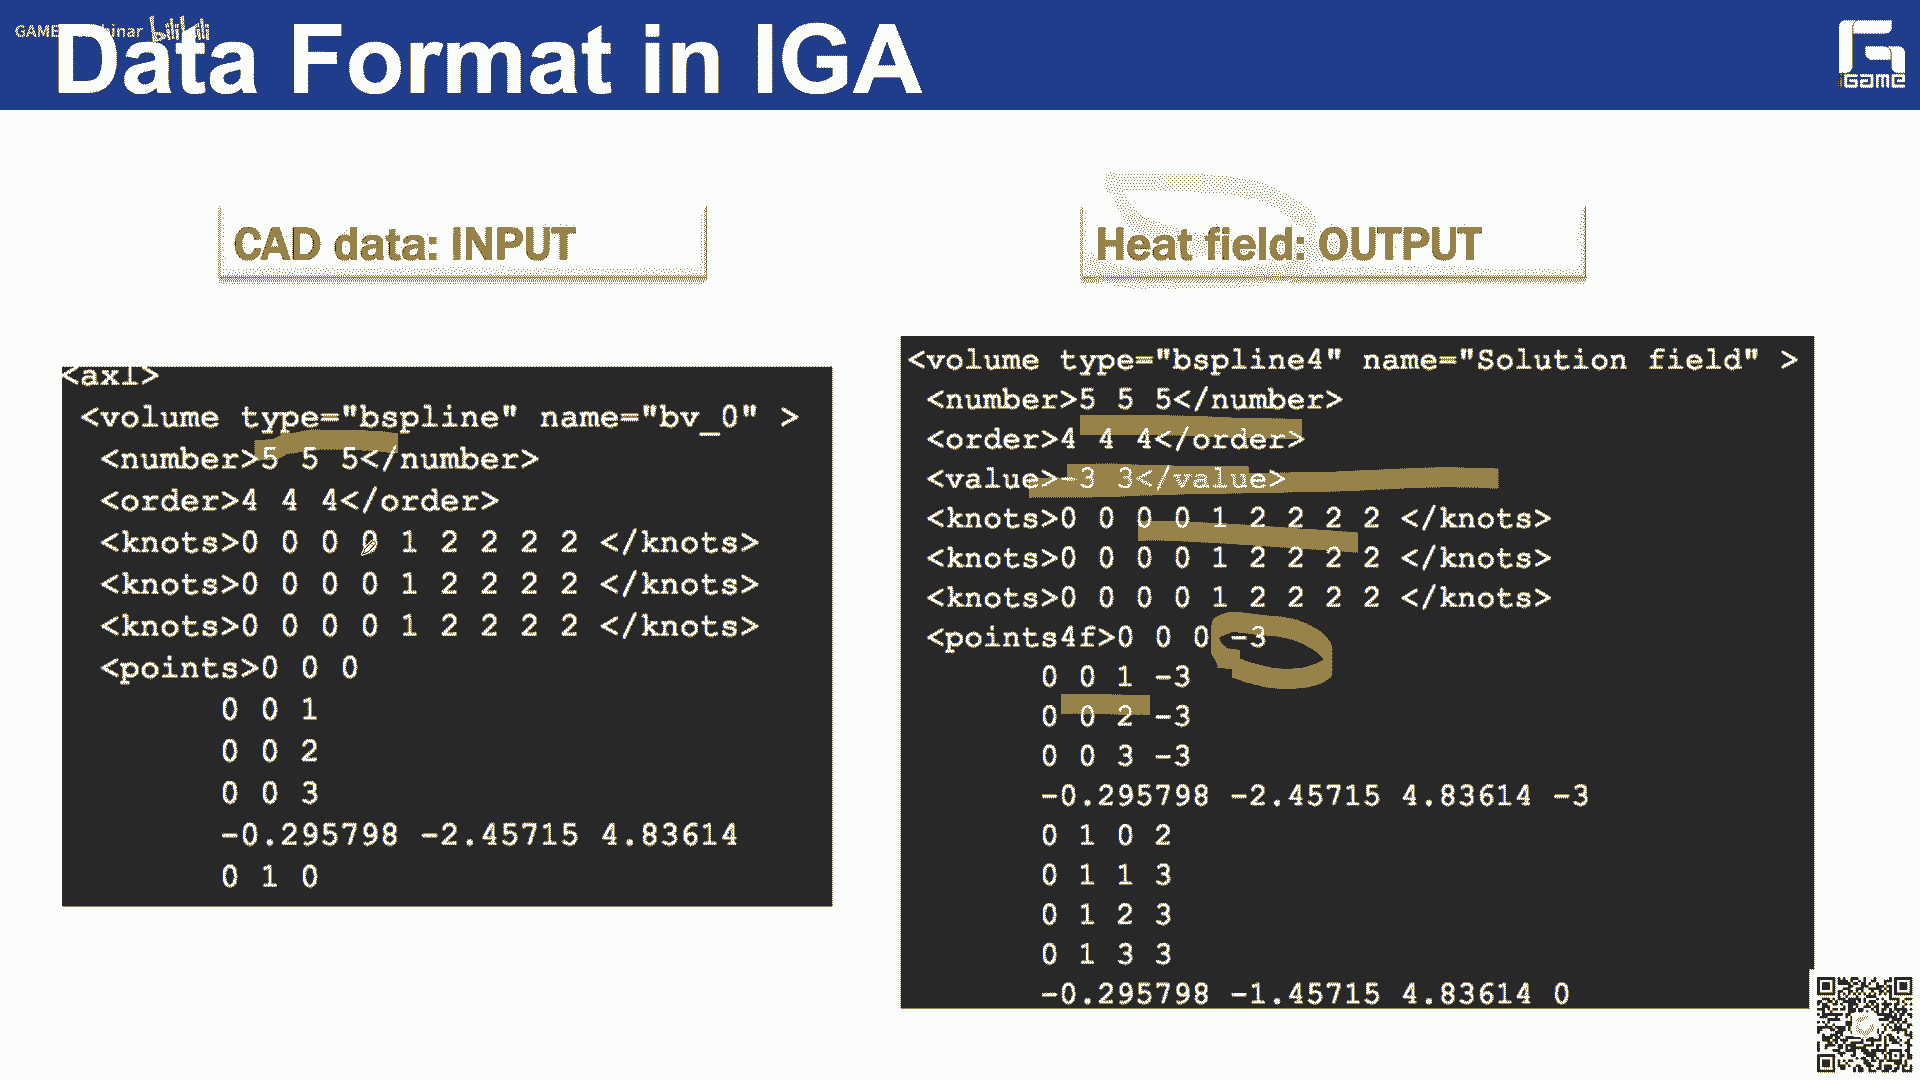 Data Format in IGA
bilibili
iGAME
CAD data: INPUT
<axl>
<volume type="bspline" name="bv_0" >
<number>5 5 5</number>
<order>4 4 4</order>
<knots>0 0 0 0 1 2 2 2 2 </knots>
<knots>0 0 0 0 1 2 2 2 2 </knots>
<knots>0 0 0 0 1 2 2 2 2 </knots>
<points>0 0 0
0 0 1
0 0 2
0 0 3
-0.295798 -2.45715 4.83614
0 1 0
Heat field: OUTPUT
<volume type="bspline4" name="Solution field" >
<number>5 5 5</number>
<order>4 4 4</order>
<value>-3 3</value>
<knots>0 0 0 0 1 2 2 2 2 </knots>
<knots>0 0 0 0 1 2 2 2 2 </knots>
<knots>0 0 0 0 1 2 2 2 2 </knots>
<points4f>0 0 0 -3
0 0 1 -3
0 0 2 -3
0 0 3 -3
-0.295798 -2.45715 4.83614 -3
0 1 0 2
0 1 1 3
0 1 2 3
0 1 3 3
-0.295798 -1.45715 4.83614 0